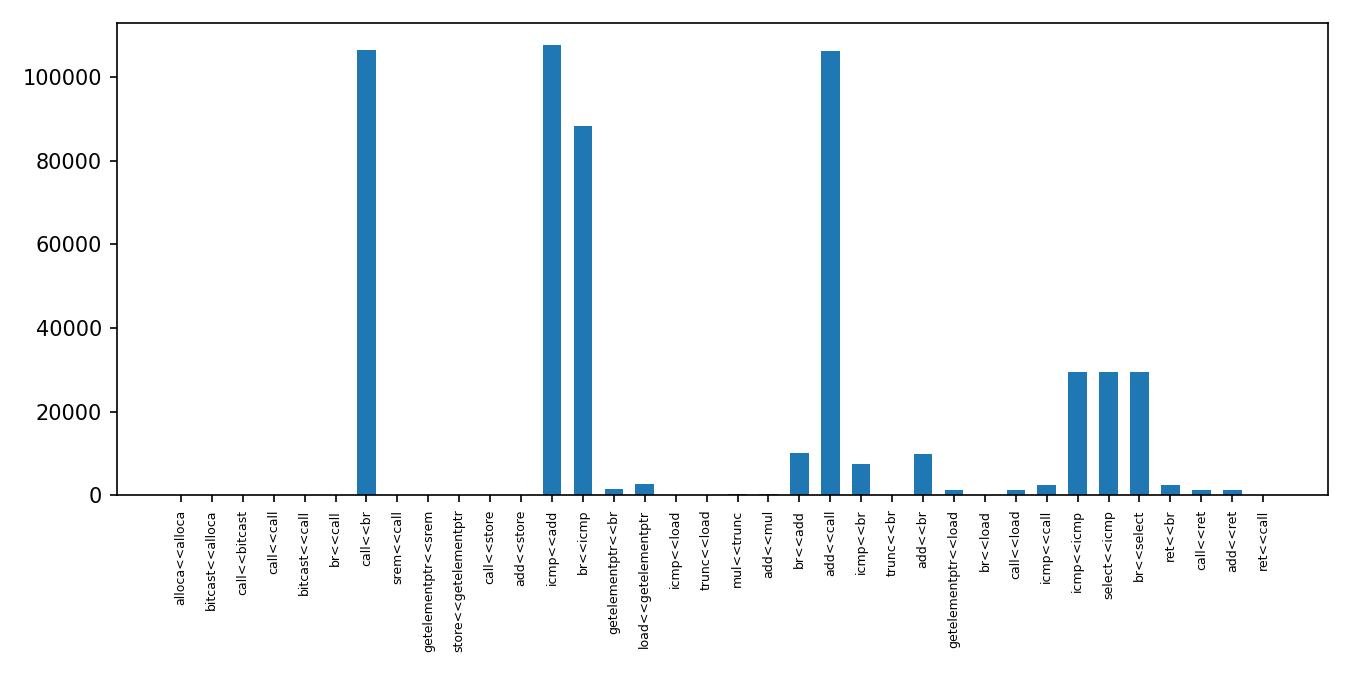 100000
80000
60000
40000
20000
0
alloca<<alloca
bitcast<<alloca
call<<bitcast
call<<call
bitcast<<call
br<<call
call<<br
srem<<call
getelementptr<<srem
store<<getelementptr
call<<store
add<<store
icmp<<add
br<<icmp
getelementptr<<br
load<<getelementptr
icmp<<load
trunc<<load
mul<<trunc
add<<mul
br<<add
add<<call
icmp<<br
trunc<<br
add<<br
getelementptr<<load
br<<load
call<<load
icmp<<call
icmp<<icmp
select<<icmp
br<<select
ret<<br
call<<ret
add<<ret
ret<<call